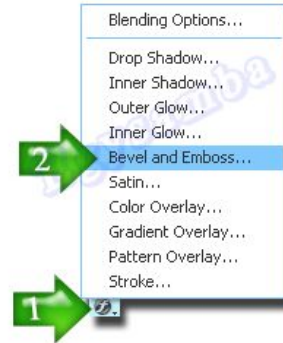 Blending Options...
Drop Shadow...
Inner Shadow...
Outer Glow...
Inner Glow...
2
Bevel and Emboss...
Satin...
Color Overlay...
Gradient Overlay...
Pattern Overlay...
Stroke...
1